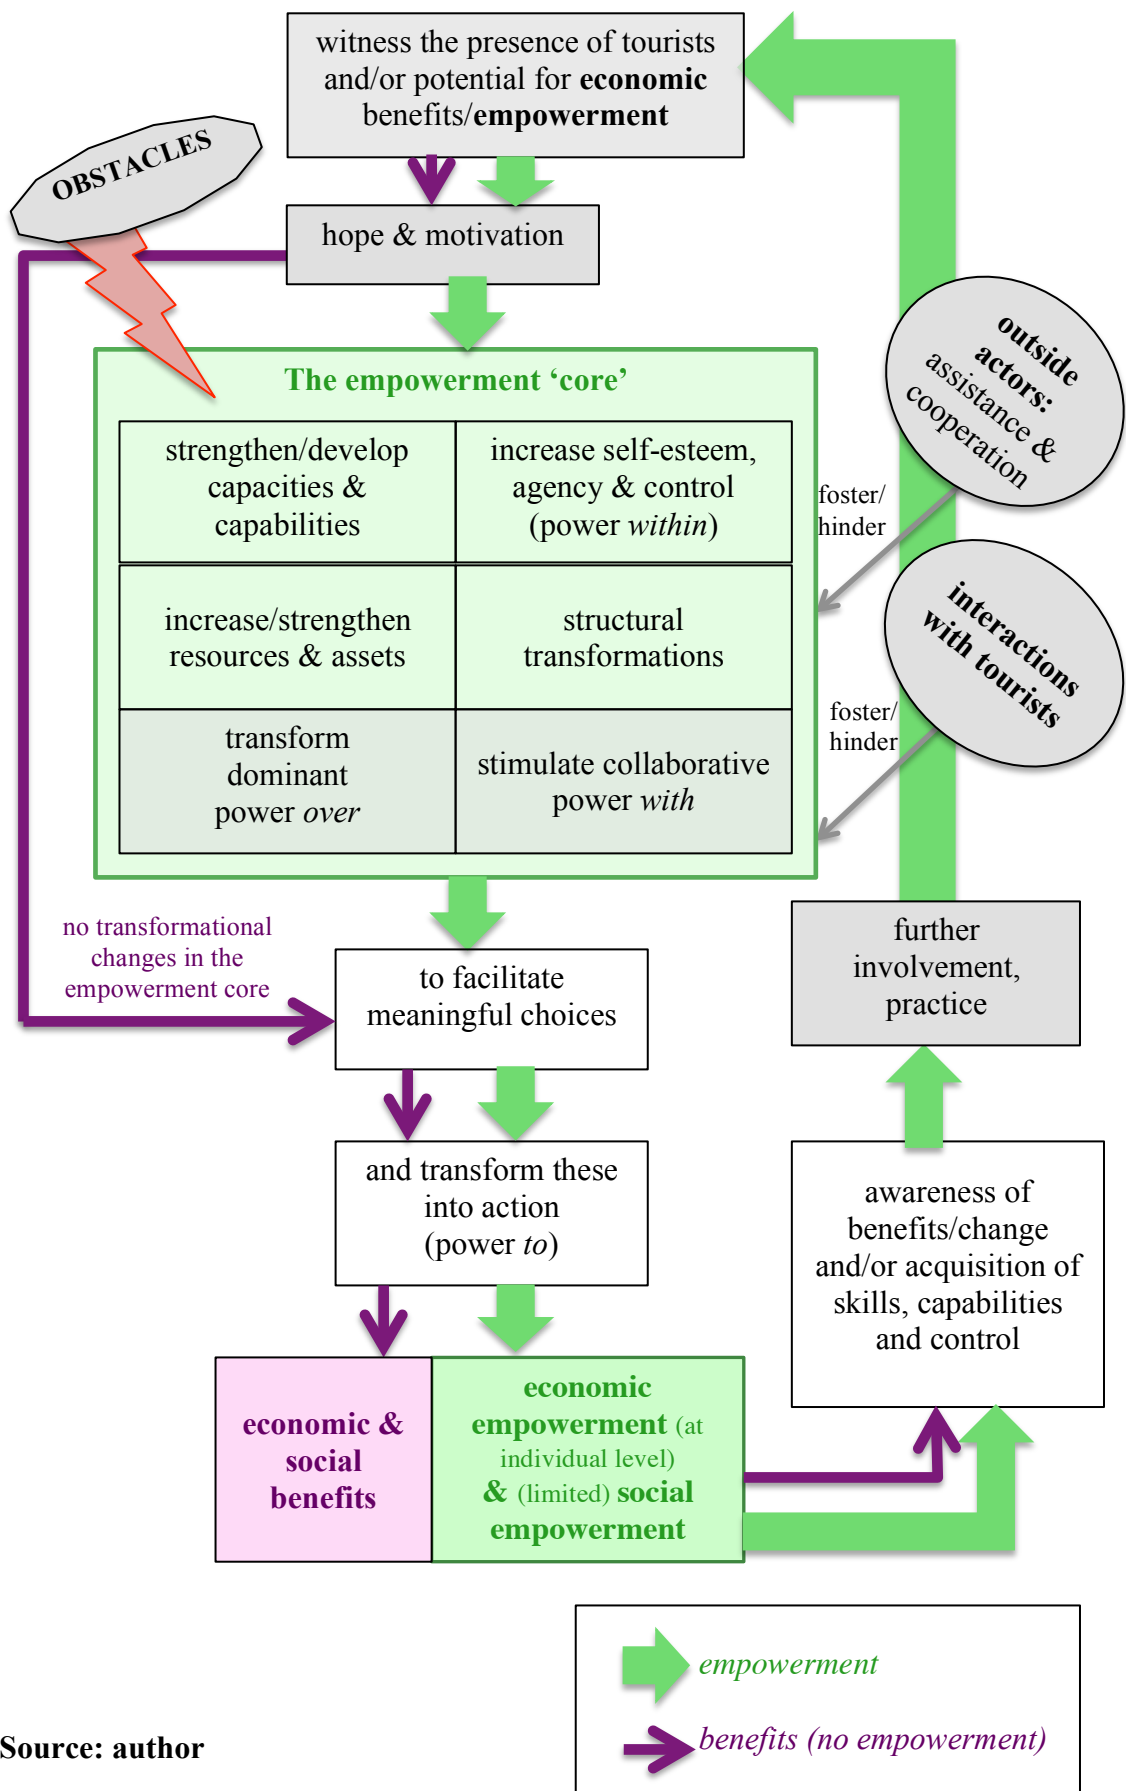 witness the presence of tourists
and/or potential for economic
benefits/empowerment
OBSTACLES
hope & motivation
The empowerment ‘core’
strengthen/develop
capacities &
capabilities
increase self-esteem,
agency & control
(power within)
increase/strengthen
resources & assets
structural
transformations
transform
dominant
power over
stimulate collaborative
power with
outside
actors:
assistance &
cooperation
foster/
hinder
interactions
with tourists
foster/
hinder
no transformational
changes in the
empowerment core
to facilitate
meaningful choices
and transform these
into action
(power to)
economic &
social
benefits
economic
empowerment (at
individual level)
& (limited) social
empowerment
further
involvement,
practice
awareness of
benefits/change
and/or acquisition of
skills, capabilities
and control
empowerment
benefits (no empowerment)
Source: author